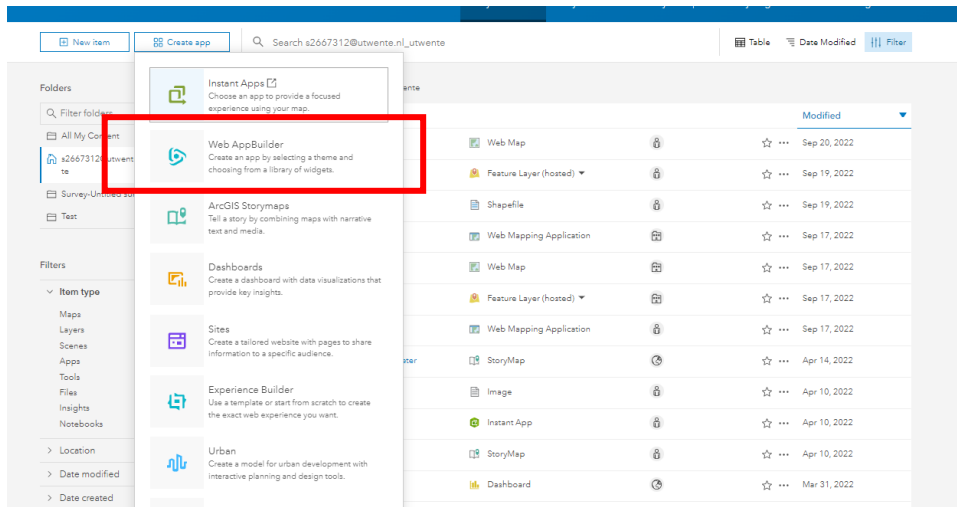 New item
Create app
Search s2667312@utwente.nl_utwente
Table
Date Modified
Filter
Folders
Filter folders
All My Content
te
Test
Filters
Item type
Maps
Layers
Scenes
Apps
Tools
Files
Insights
Notebooks
Location
Date modified
Date created
Instant Apps
Choose an app to provide a focused
experience using your map.
Web AppBuilder
Create an app by selecting a theme and
choosing from a library of widgets.
ArcGIS Storymaps
Tell a story by combining maps with narrative
text and media.
Dashboards
Create a dashboard with data visualizations that
provide key insights.
Sites
Create a tailored website with pages to share
information to a specific audience.
Experience Builder
Use a template or start from scratch to create
the exact web experience you want.
Urban
Create a model for urban development with
interactive planning and design tools.
Modified
Web Map Sep 20, 2022
Feature Layer (hosted) Sep 19, 2022
Shapefile Sep 19, 2022
Web Mapping Application Sep 17, 2022
Web Map Sep 17, 2022
Feature Layer (hosted) Sep 17, 2022
Web Mapping Application Sep 17, 2022
StoryMap Apr 14, 2022
Image Apr 10, 2022
Instant App Apr 10, 2022
StoryMap Apr 10, 2022
Dashboard Mar 31, 2022